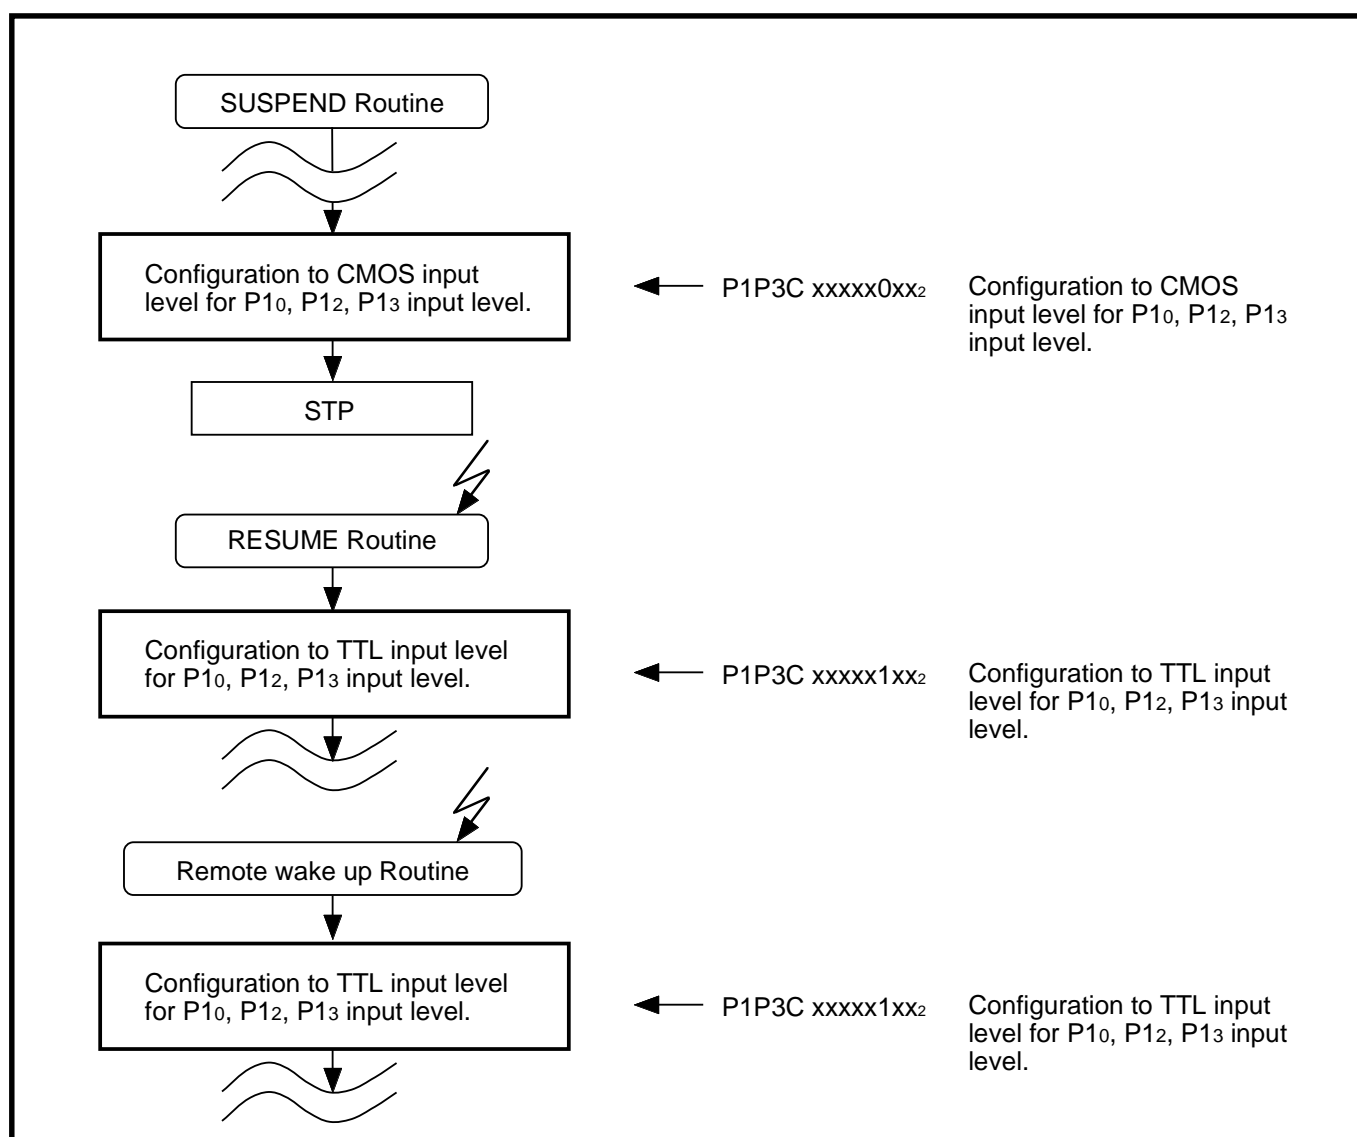 SUSPEND Routine
Configuration to CMOS input
level for P10, P12, P13 input level.
P1P3C xxxxx0xx2
Configuration to CMOS
input level for P10, P12, P13
input level.
STP
RESUME Routine
Configuration to TTL input level
for P10, P12, P13 input level.
P1P3C xxxxx1xx2
Configuration to TTL input
level for P10, P12, P13 input
level.
Remote wake up Routine
Configuration to TTL input level
for P10, P12, P13 input level.
P1P3C xxxxx1xx2
Configuration to TTL input
level for P10, P12, P13 input
level.